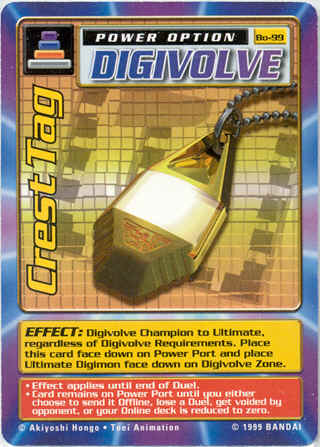 POWER OPTION
Bo-99
DIGIVOLVE
Crest Tag
EFFECT: Digivolve Champion to Ultimate,
regardless of Digivolve Requirements. Place
this card face down on Power Port and place
Ultimate Digimon face down on Digivolve Zone.
• Effect applies until end of Duel.
• Card remains on Power Port until you either
choose to send it Offline, lose a Duel, get voided by
opponent, or your Online deck is reduced to zero.
© Akiyoshi Hongo • Toei Animation
© 1999 BANDAI